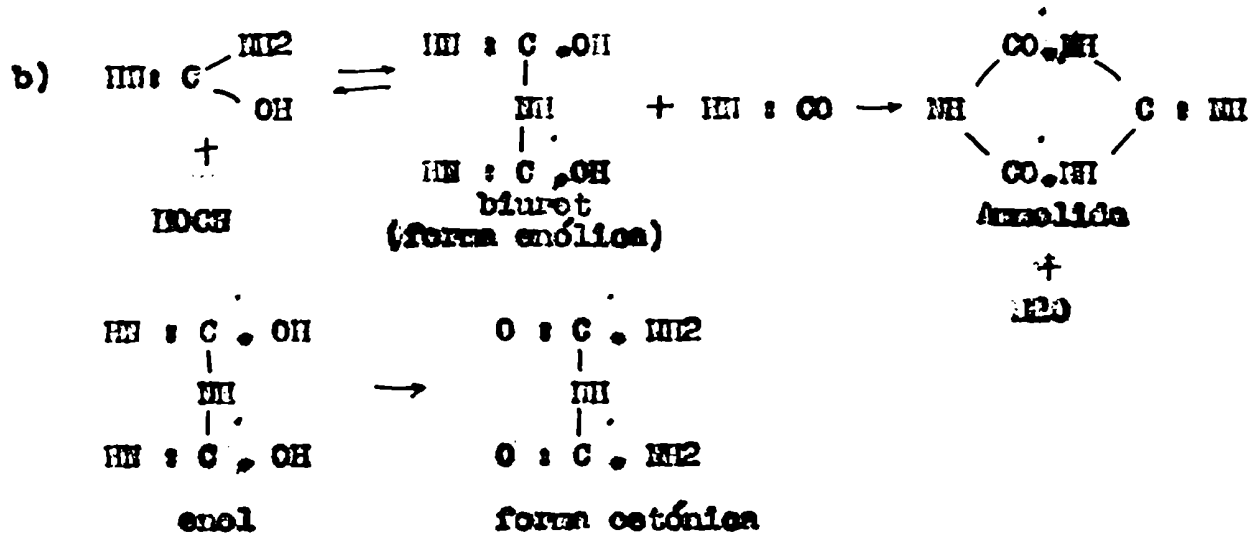 NH2 HN : C .OH CO.NH
b) HN: C ⇌
OH NH + HN : CO → NH C : NH
+
HN : C .OH CO.NH
HOCN biuret
(forma enólica)
+
H2O
HN : C . OH O : C . NH2
NH → NH
HN : C . OH O : C . NH2
enol forma cetónica